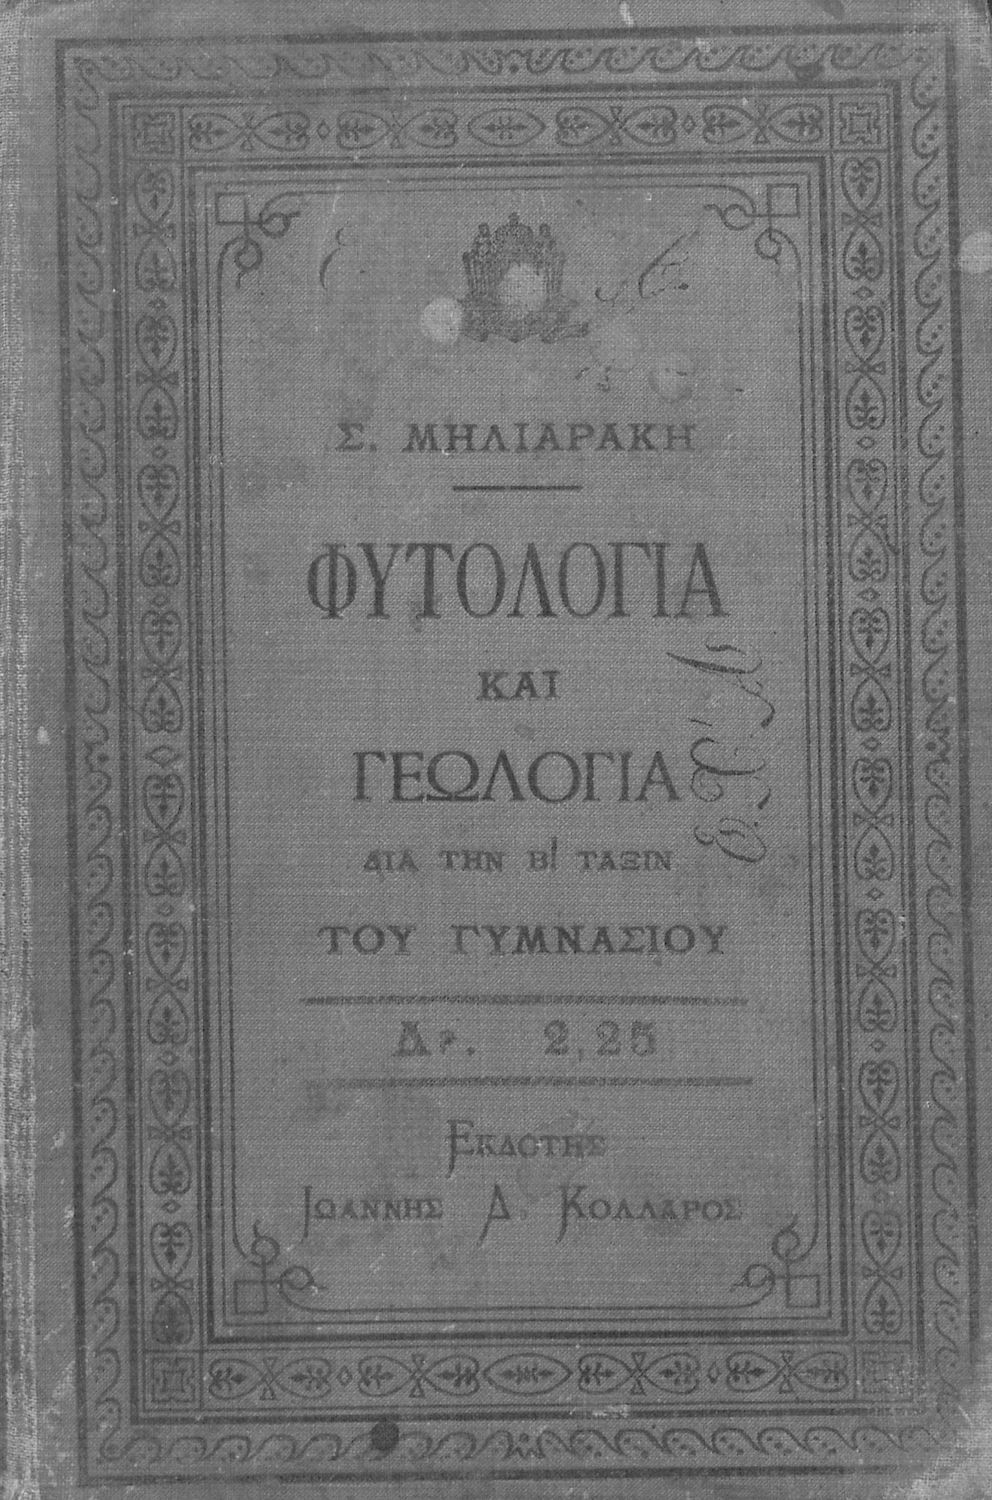 Σ. ΜΗΛΙΑΡΑΚΗ
ΦΥΤΟΛΟΓΙΑ
ΚΑΙ
ΓΕΩΛΟΓΙΑ
ΔΙΑ ΤΗΝ Β' ΤΑΞΙΝ
ΤΟΥ ΓΥΜΝΑΣΙΟΥ
Δρ. 2,25
ΕΚΔΟΤΗΣ
ΙΩΑΝΝΗΣ Δ. ΚΟΛΛΑΡΟΣ